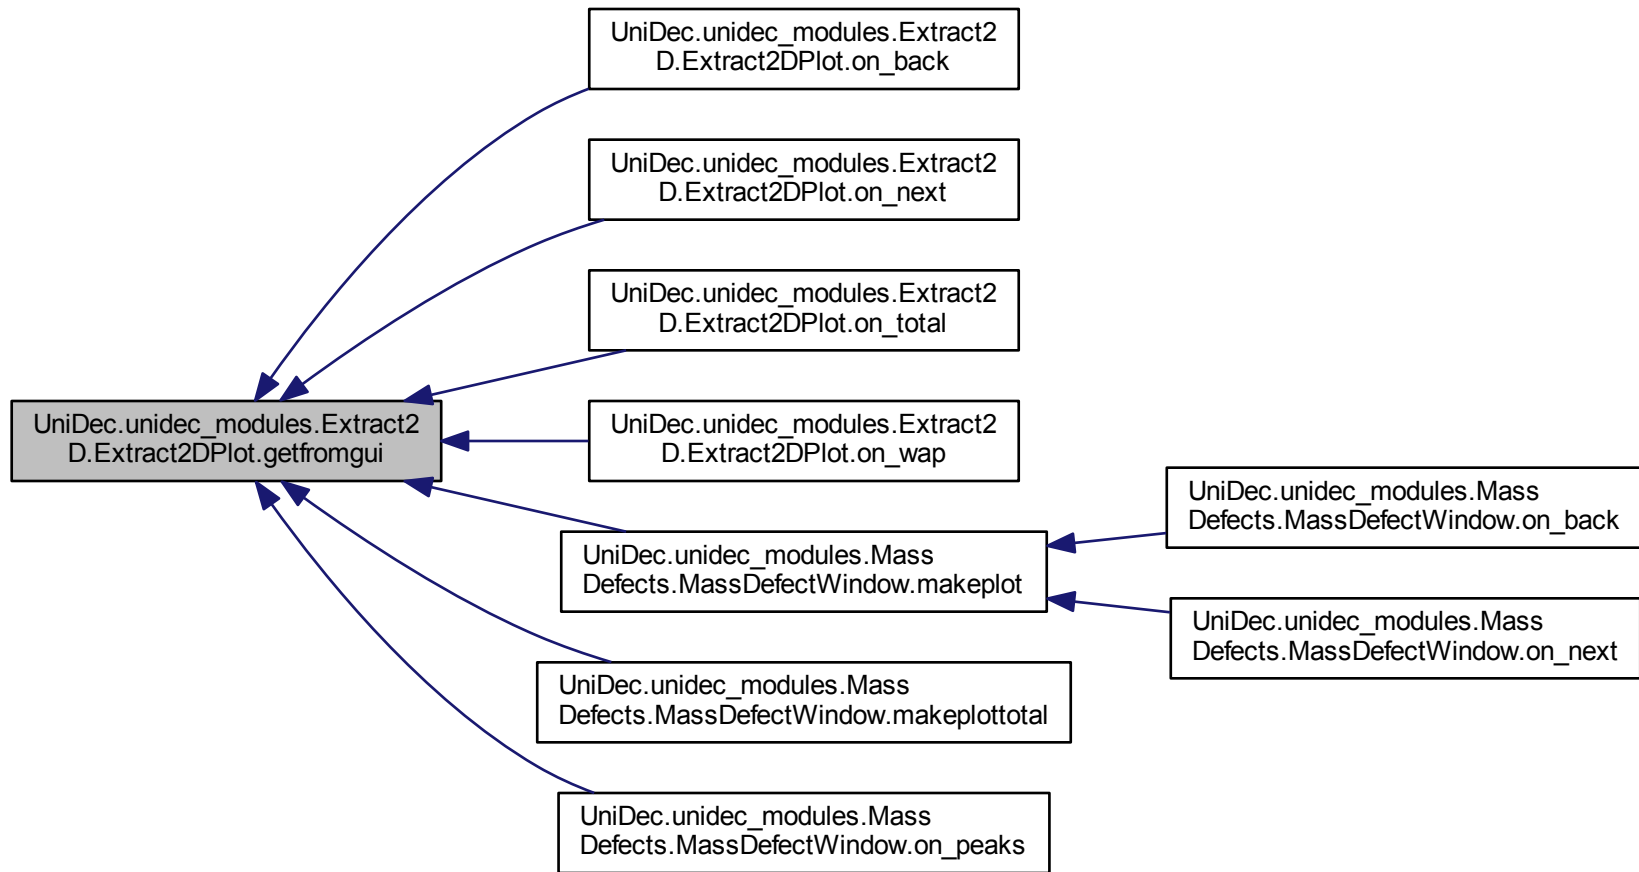 UniDec.unidec_modules.Extract2
D.Extract2DPlot.on_back
UniDec.unidec_modules.Extract2
D.Extract2DPlot.on_next
UniDec.unidec_modules.Extract2
D.Extract2DPlot.on_total
UniDec.unidec_modules.Extract2
D.Extract2DPlot.getfromgui
UniDec.unidec_modules.Extract2
D.Extract2DPlot.on_wap
UniDec.unidec_modules.Mass
Defects.MassDefectWindow.on_back
UniDec.unidec_modules.Mass
Defects.MassDefectWindow.makeplot
UniDec.unidec_modules.Mass
Defects.MassDefectWindow.on_next
UniDec.unidec_modules.Mass
Defects.MassDefectWindow.makeplottotal
UniDec.unidec_modules.Mass
Defects.MassDefectWindow.on_peaks